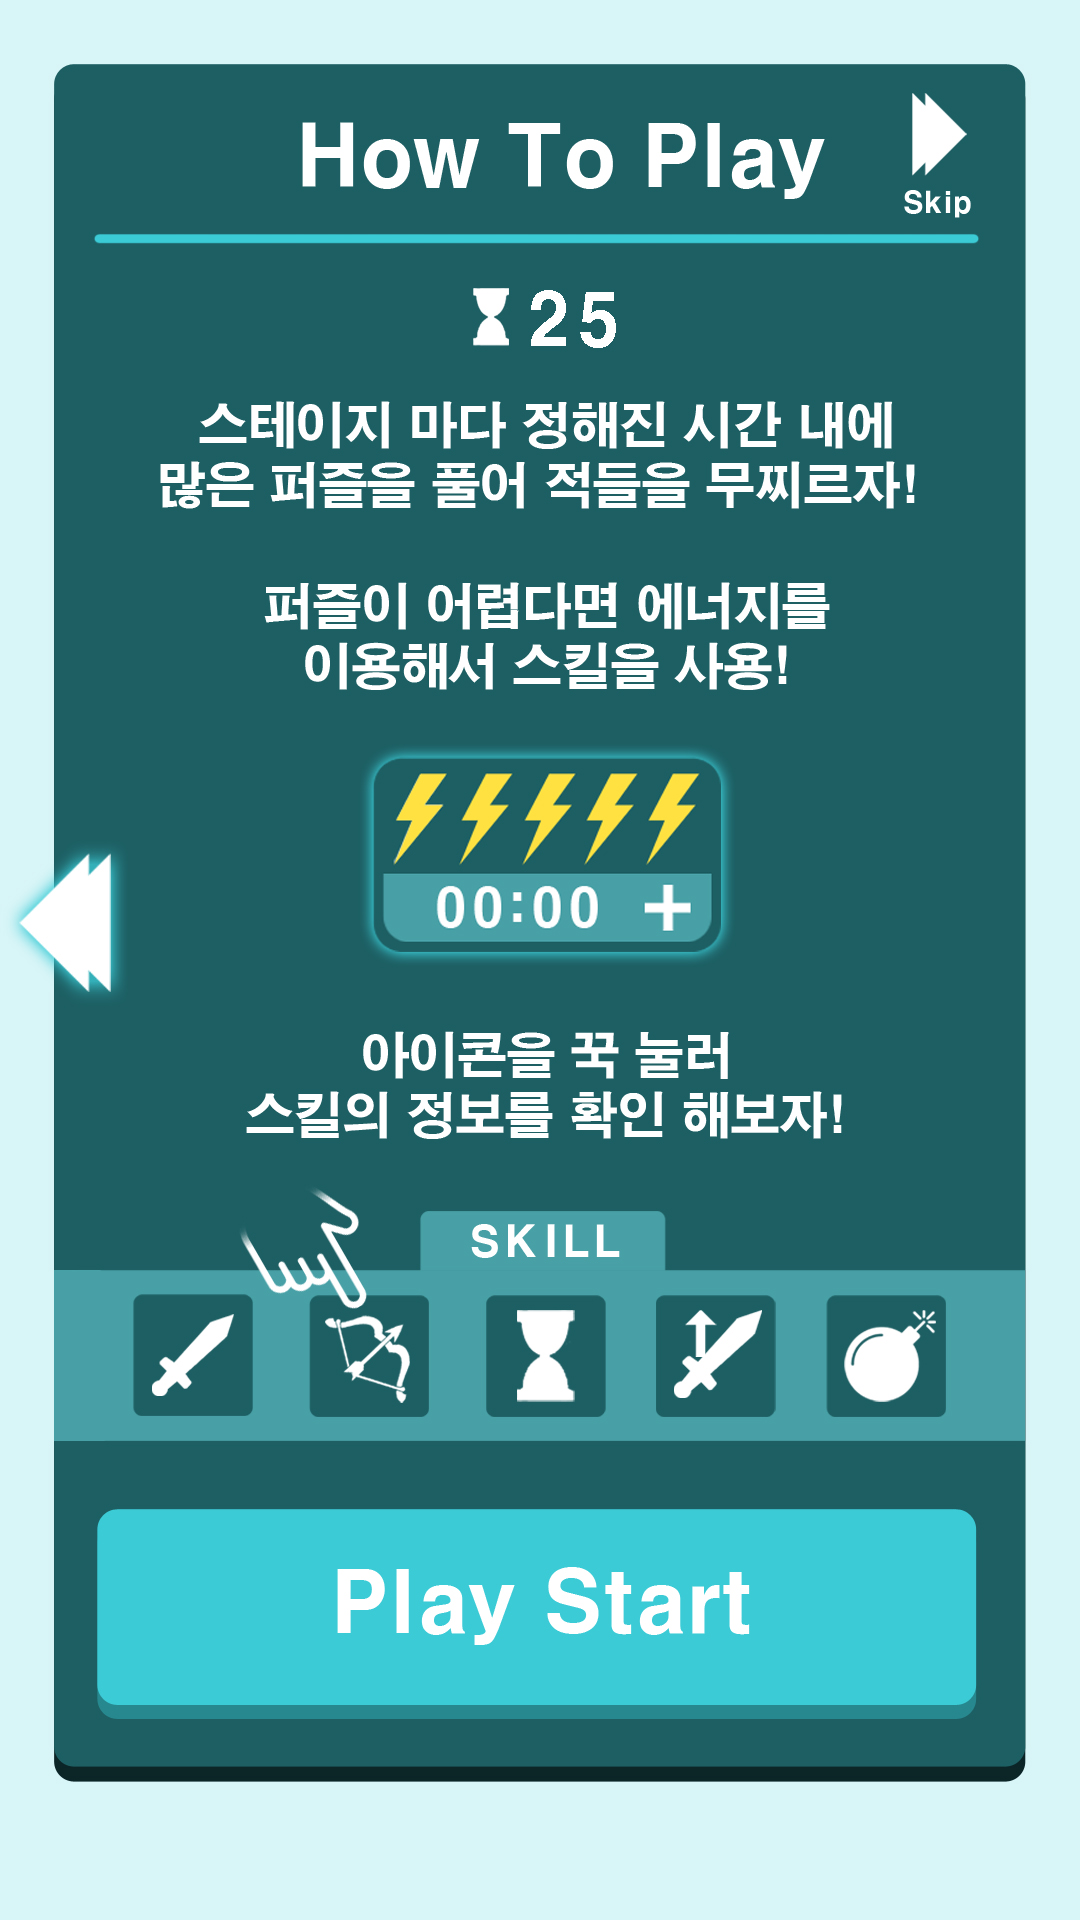 How To Play
Skip
25
스테이지 마다 정해진 시간 내에
많은 퍼즐을 풀어 적들을 무찌르자!
퍼즐이 어렵다면 에너지를
이용해서 스킬을 사용!
00:00 +
아이콘을 꾹 눌러
스킬의 정보를 확인 해보자!
SKILL
Play Start